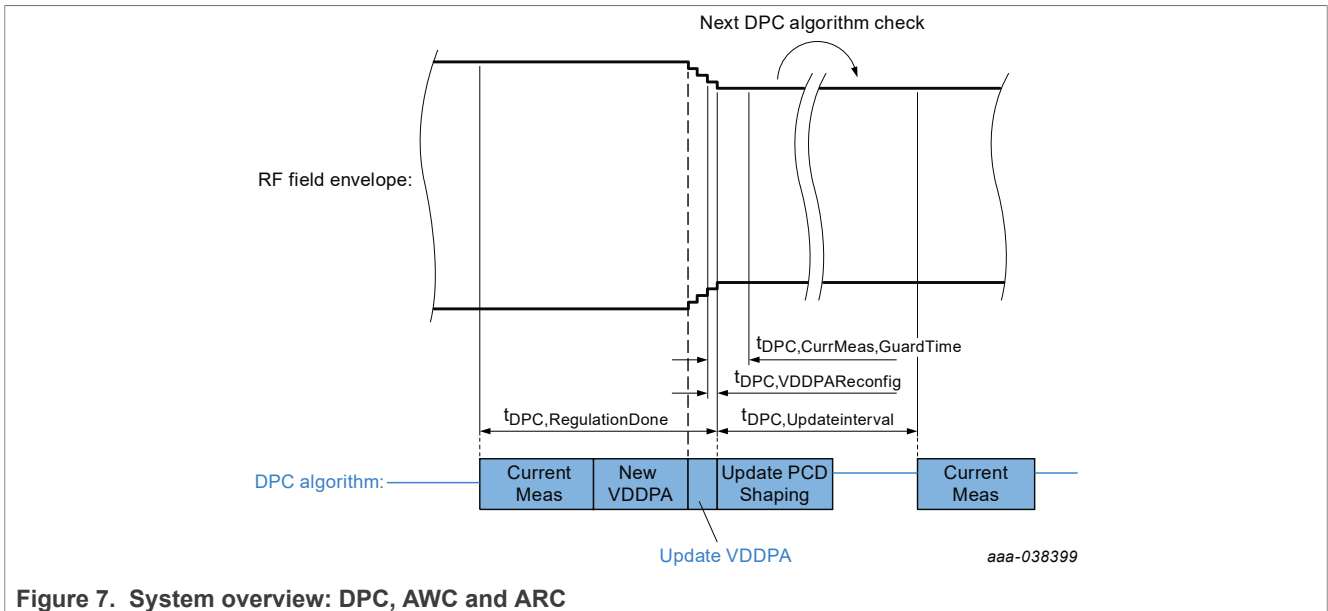 Next DPC algorithm check
RF field envelope:
tDPC,CurrMeas,GuardTime
tDPC,VDDPAReconfig
tDPC,RegulationDone
tDPC,Updateinterval
DPC algorithm:
Current
Meas
New
VDDPA
Update PCD
Shaping
Current
Meas
Update VDDPA
aaa-038399
Figure 7. System overview: DPC, AWC and ARC